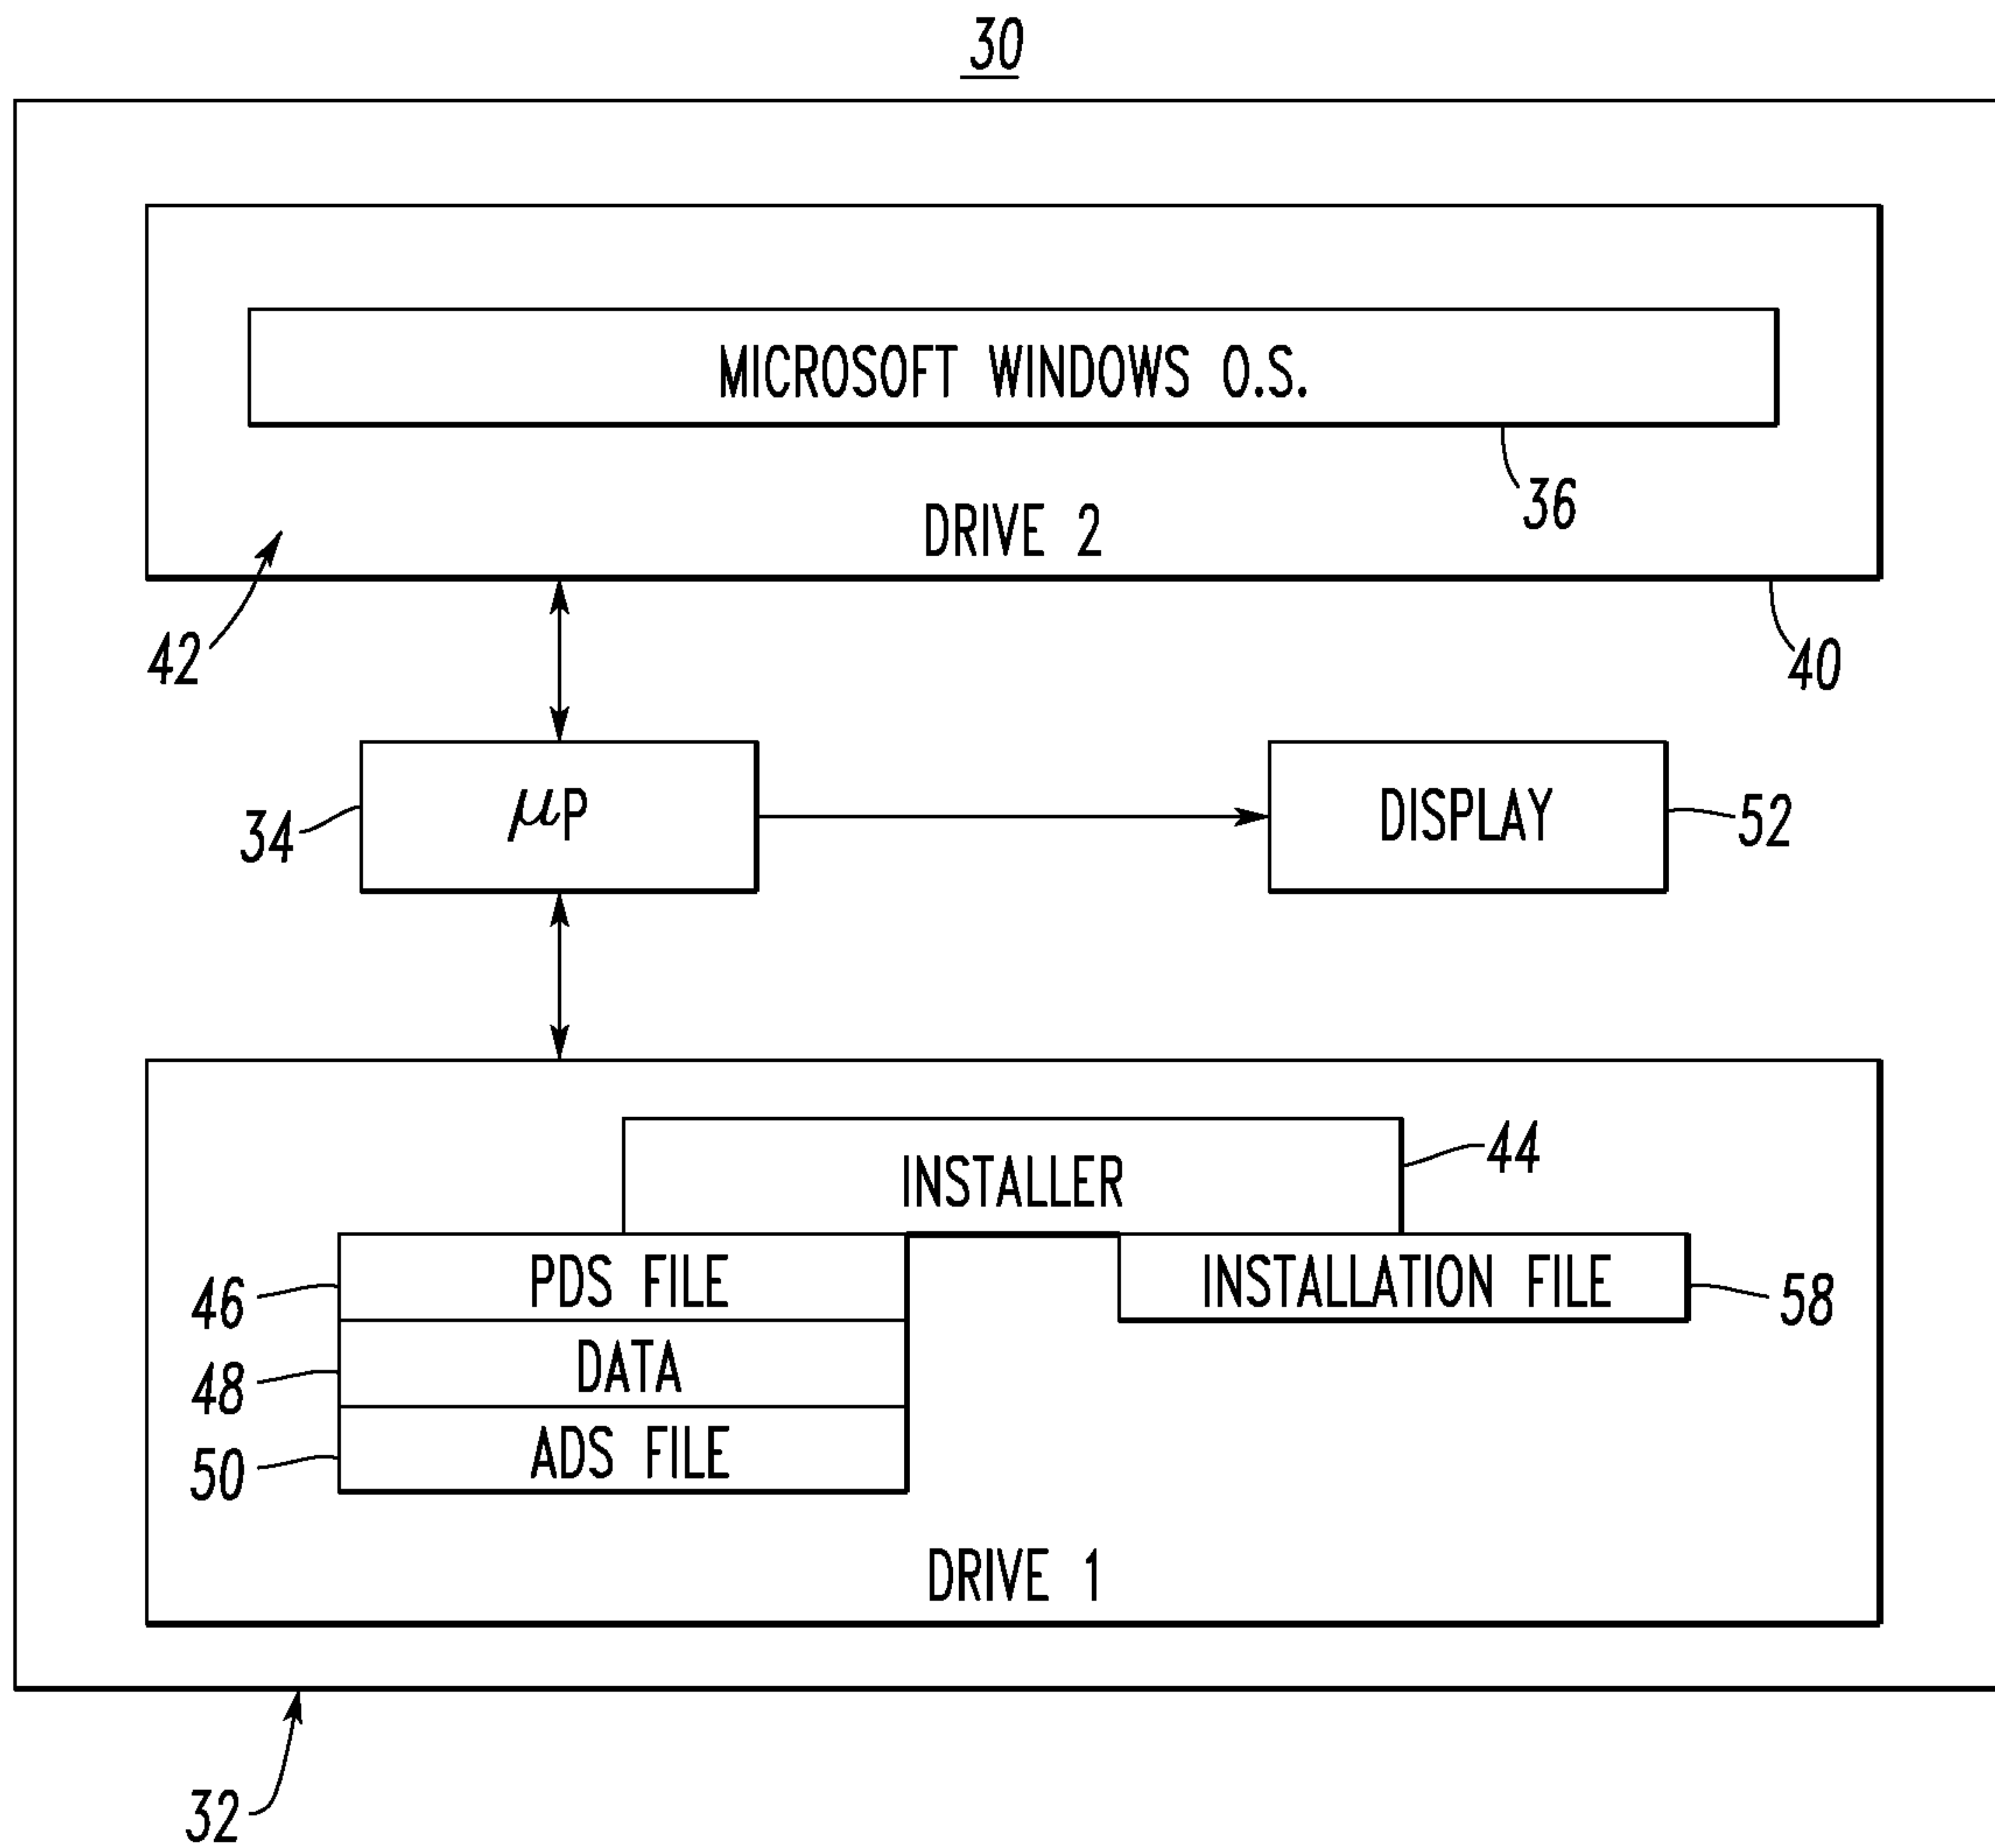 30
MICROSOFT WINDOWS O.S.
36
DRIVE 2
42
40
34
μP
DISPLAY
52
INSTALLER
44
46
PDS FILE
INSTALLATION FILE
58
48
DATA
50
ADS FILE
DRIVE 1
32